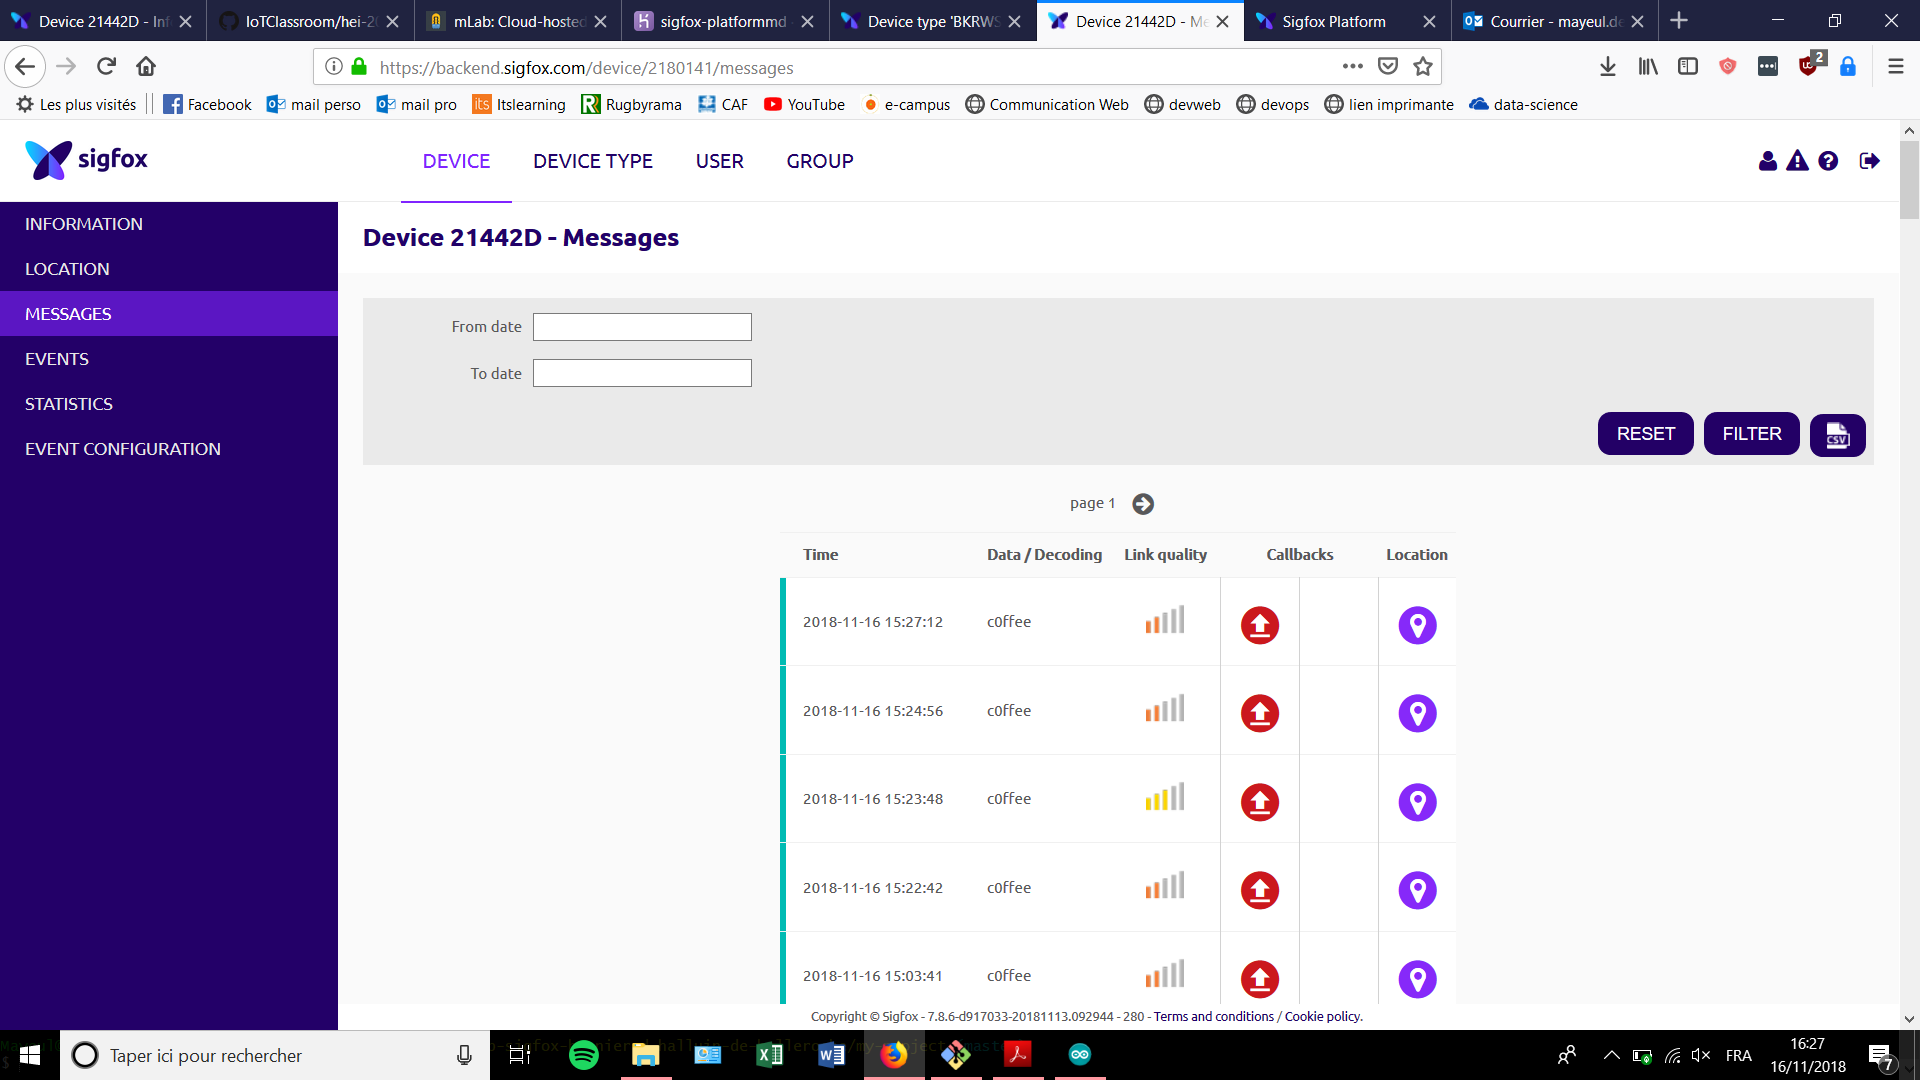 Device 21442D - Inf
IoTClassroom/hei-20
mLab: Cloud-hosted
sigfox-platformmd
Device type 'BKRWS
Device 21442D - Me
Sigfox Platform
Courrier - mayeul.de
https://backend.sigfox.com/device/2180141/messages
2
Les plus visités
Facebook
mail perso
mail pro
its Itslearning
Rugbyrama
CAF
YouTube
e-campus
Communication Web
devweb
devops
lien imprimante
data-science
sigfox
DEVICE
DEVICE TYPE
USER
GROUP
INFORMATION
LOCATION
MESSAGES
EVENTS
STATISTICS
EVENT CONFIGURATION
Device 21442D - Messages
From date
To date
RESET
FILTER
CSV
page 1
Time Data / Decoding Link quality Callbacks Location
2018-11-16 15:27:12 c0ffee
2018-11-16 15:24:56 c0ffee
2018-11-16 15:23:48 c0ffee
2018-11-16 15:22:42 c0ffee
2018-11-16 15:03:41 c0ffee
Copyright © Sigfox - 7.8.6-d917033-20181113.092944 - 280 - Terms and conditions / Cookie policy.
Taper ici pour rechercher
FRA
16:27
16/11/2018
7